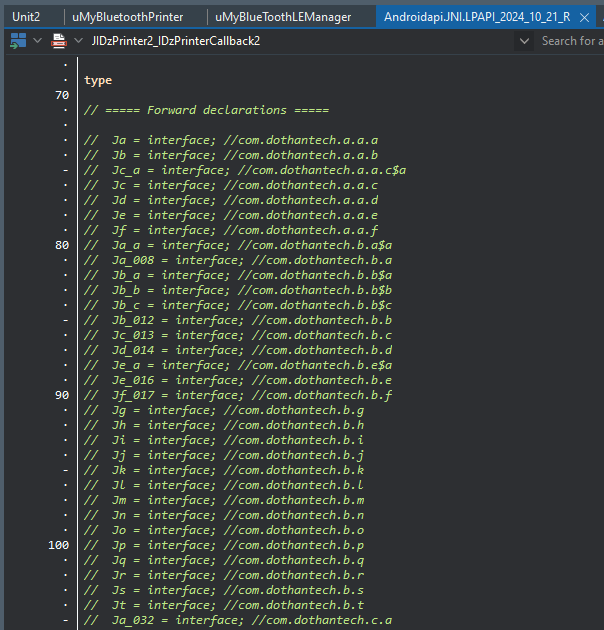 Unit2 uMyBluetoothPrinter uMyBlueToothLEManager Androidapi.JNI.LPAPI_2024_10_21_R
JIDzPrinter2_IDzPrinterCallback2 Search for a
type
70
// ===== Forward declarations =====
// Ja = interface; //com.dothantech.a.a.a
// Jb = interface; //com.dothantech.a.a.b
// Jc_a = interface; //com.dothantech.a.a.c$a
// Jc = interface; //com.dothantech.a.a.c
// Jd = interface; //com.dothantech.a.a.d
// Je = interface; //com.dothantech.a.a.e
// Jf = interface; //com.dothantech.a.a.f
80 // Ja_a = interface; //com.dothantech.b.a$a
// Ja_008 = interface; //com.dothantech.b.a
// Jb_a = interface; //com.dothantech.b.b$a
// Jb_b = interface; //com.dothantech.b.b$b
// Jb_c = interface; //com.dothantech.b.b$c
// Jb_012 = interface; //com.dothantech.b.b
// Jc_013 = interface; //com.dothantech.b.c
// Jd_014 = interface; //com.dothantech.b.d
// Je_a = interface; //com.dothantech.b.e$a
// Je_016 = interface; //com.dothantech.b.e
90 // Jf_017 = interface; //com.dothantech.b.f
// Jg = interface; //com.dothantech.b.g
// Jh = interface; //com.dothantech.b.h
// Ji = interface; //com.dothantech.b.i
// Jj = interface; //com.dothantech.b.j
// Jk = interface; //com.dothantech.b.k
// Jl = interface; //com.dothantech.b.l
// Jm = interface; //com.dothantech.b.m
// Jn = interface; //com.dothantech.b.n
// Jo = interface; //com.dothantech.b.o
100 // Jp = interface; //com.dothantech.b.p
// Jq = interface; //com.dothantech.b.q
// Jr = interface; //com.dothantech.b.r
// Js = interface; //com.dothantech.b.s
// Jt = interface; //com.dothantech.b.t
// Ja_032 = interface; //com.dothantech.c.a